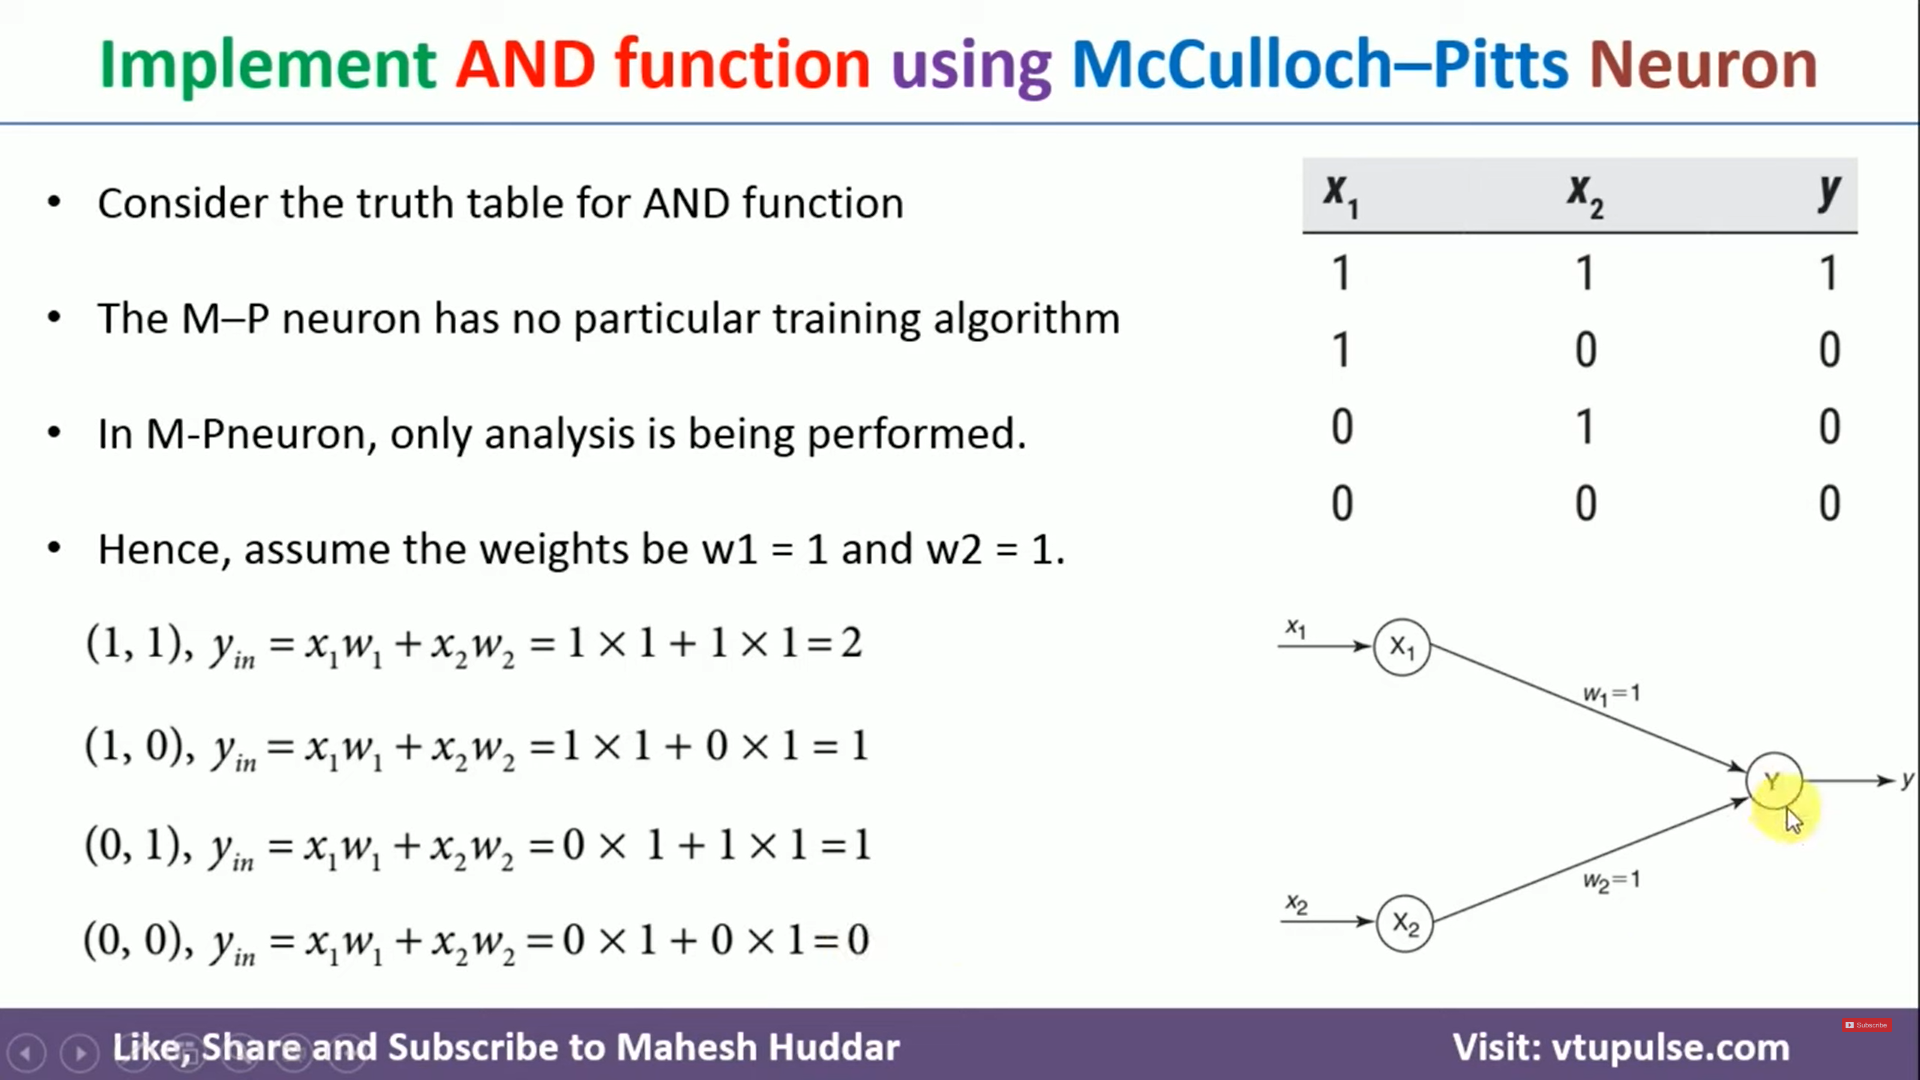 Implement AND function using McCulloch–Pitts Neuron
• Consider the truth table for AND function
• The M–P neuron has no particular training algorithm
• In M-Pneuron, only analysis is being performed.
• Hence, assume the weights be w1 = 1 and w2 = 1.
(1, 1), y_in = x₁w₁ + x₂w₂ = 1 × 1 + 1 × 1 = 2
(1, 0), y_in = x₁w₁ + x₂w₂ = 1 × 1 + 0 × 1 = 1
(0, 1), y_in = x₁w₁ + x₂w₂ = 0 × 1 + 1 × 1 = 1
(0, 0), y_in = x₁w₁ + x₂w₂ = 0 × 1 + 0 × 1 = 0
x₁ x₂ y
1 1 1
1 0 0
0 1 0
0 0 0
x₁
X₁
w₁=1
Y
y
w₂=1
x₂
X₂
Subscribe
Like, Share and Subscribe to Mahesh Huddar
Visit: vtupulse.com